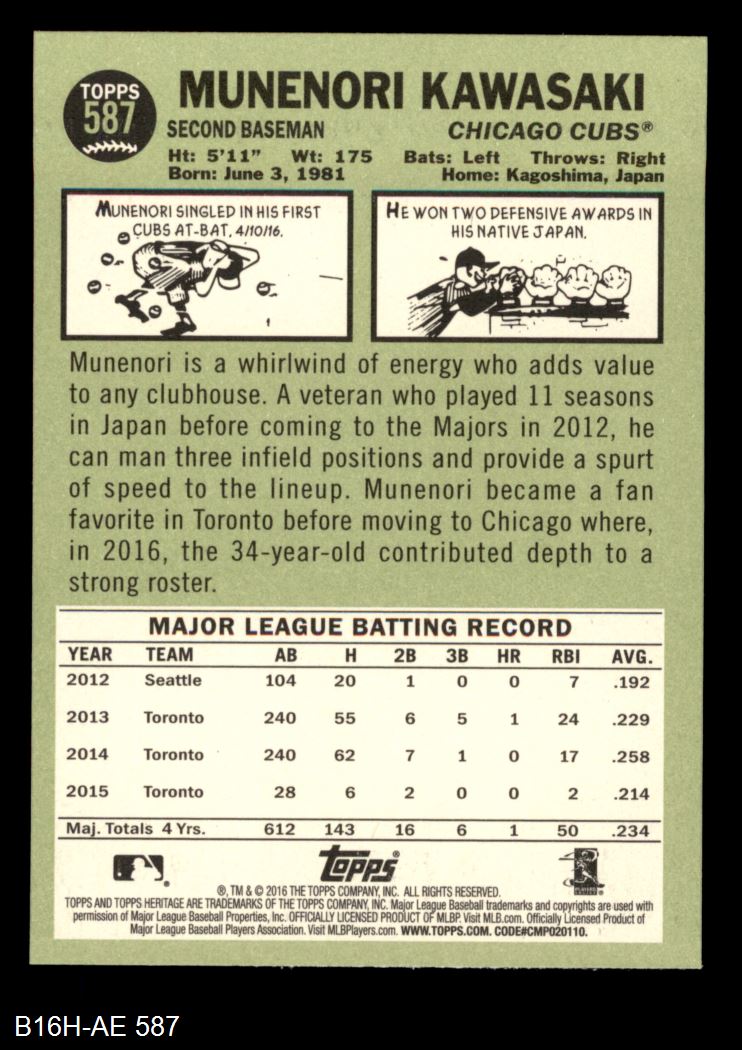 TOPPS
587
MUNENORI KAWASAKI
SECOND BASEMAN
CHICAGO CUBS®
Ht: 5'11" Wt: 175 Bats: Left Throws: Right
Born: June 3, 1981 Home: Kagoshima, Japan
MUNENORI SINGLED IN HIS FIRST
CUBS AT-BAT, 4/10/16.
HE WON TWO DEFENSIVE AWARDS IN
HIS NATIVE JAPAN.
Munenori is a whirlwind of energy who adds value
to any clubhouse. A veteran who played 11 seasons
in Japan before coming to the Majors in 2012, he
can man three infield positions and provide a spurt
of speed to the lineup. Munenori became a fan
favorite in Toronto before moving to Chicago where,
in 2016, the 34-year-old contributed depth to a
strong roster.
MAJOR LEAGUE BATTING RECORD
YEAR TEAM AB H 2B 3B HR RBI AVG.
2012 Seattle 104 20 1 0 0 7 .192
2013 Toronto 240 55 6 5 1 24 .229
2014 Toronto 240 62 7 1 0 17 .258
2015 Toronto 28 6 2 0 0 2 .214
Maj. Totals 4 Yrs. 612 143 16 6 1 50 .234
Topps®
®, TM & © 2016 THE TOPPS COMPANY, INC. ALL RIGHTS RESERVED.
TOPPS AND TOPPS HERITAGE ARE TRADEMARKS OF THE TOPPS COMPANY, INC. Major League Baseball trademarks and copyrights are used with
permission of Major League Baseball Properties, Inc. OFFICIALLY LICENSED PRODUCT OF MLBP. Visit MLB.com. Officially Licensed Product of
Major League Baseball Players Association. Visit MLBPlayers.com. WWW.TOPPS.COM. CODE#CMP020110.
B16H-AE 587